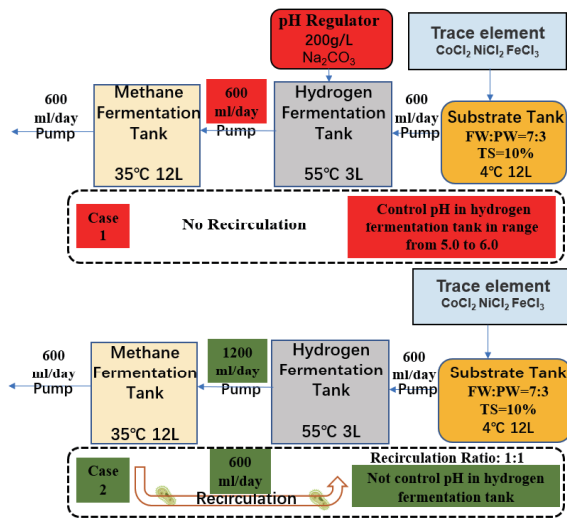 pH Regulator
200g/L
Na₂CO₃
Trace element
CoCl₂ NiCl₂ FeCl₃
600
ml/day
Pump
Methane
Fermentation
Tank
35℃ 12L
600
ml/day
Pump
Hydrogen
Fermentation
Tank
55℃ 3L
600
ml/day
Pump
Substrate Tank
FW:PW=7:3
TS=10%
4℃ 12L
Case
1
No Recirculation
Control pH in hydrogen
fermentation tank in range
from 5.0 to 6.0
Trace element
CoCl₂ NiCl₂ FeCl₃
600
ml/day
Pump
Methane
Fermentation
Tank
35℃ 12L
1200
ml/day
Pump
Hydrogen
Fermentation
Tank
55℃ 3L
600
ml/day
Pump
Substrate Tank
FW:PW=7:3
TS=10%
4℃ 12L
Case
2
600
ml/day
Recirculation
Recirculation Ratio: 1:1
Not control pH in hydrogen
fermentation tank